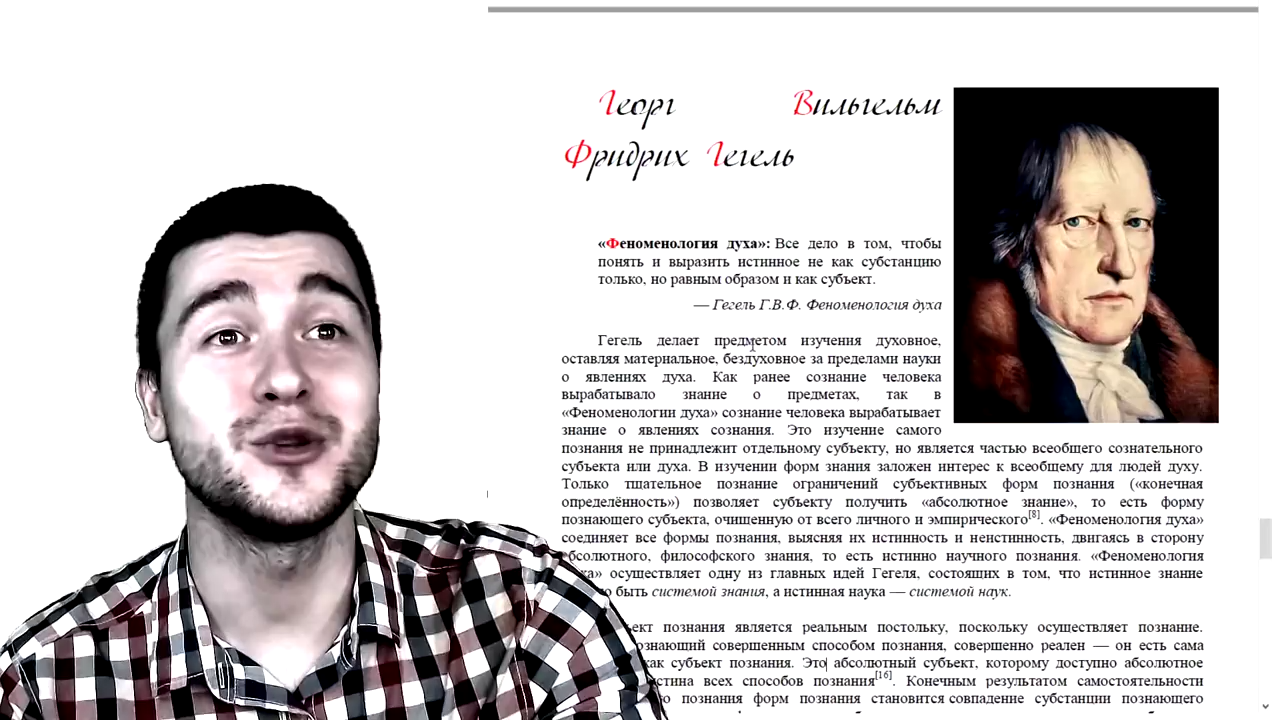 Георг Вильгельм
Фридрих Гегель
«Феноменология духа»: Все дело в том, чтобы
понять и выразить истинное не как субстанцию
только, но равным образом и как субъект.
— Гегель Г.В.Ф. Феноменология духа
Гегель делает предметом изучения духовное,
оставляя материальное, бездуховное за пределами науки
о явлениях духа. Как ранее сознание человека
вырабатывало знание о предметах, так в
«Феноменологии духа» сознание человека вырабатывает
знание о явлениях сознания. Это изучение самого
познания не принадлежит отдельному субъекту, но является частью всеобщего сознательного
субъекта или духа. В изучении форм знания заложен интерес к всеобщему для людей духу.
Только тщательное познание ограничений субъективных форм познания («конечная
определённость») позволяет субъекту получить «абсолютное знание», то есть форму
познающего субъекта, очищенную от всего личного и эмпирического[8]. «Феноменология духа»
соединяет все формы познания, выясняя их истинность и неистинность, двигаясь в сторону
абсолютного, философского знания, то есть истинно научного познания. «Феноменология
осуществляет одну из главных идей Гегеля, состоящих в том, что истинное знание
быть системой знания, а истинная наука — системой наук.
познания является реальным постольку, поскольку осуществляет познание.
совершенным способом познания, совершенно реален — он есть сама
как субъект познания. Это абсолютный субъект, которому доступно абсолютное
всех способов познания[16]. Конечным результатом самостоятельности
познания форм познания становится совпадение субстанции познающего